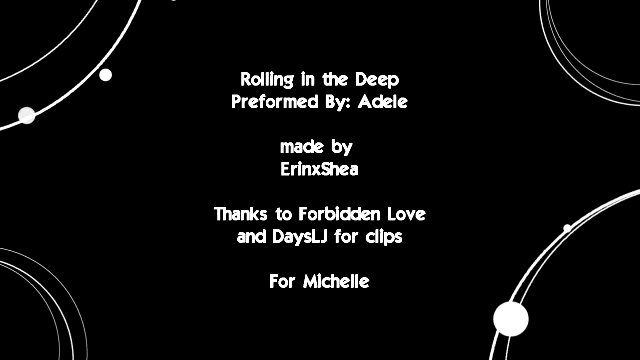 Rolling in the Deep
Preformed By: Adele
made by
ErinxShea
Thanks to Forbidden Love
and DaysLJ for clips
For Michelle